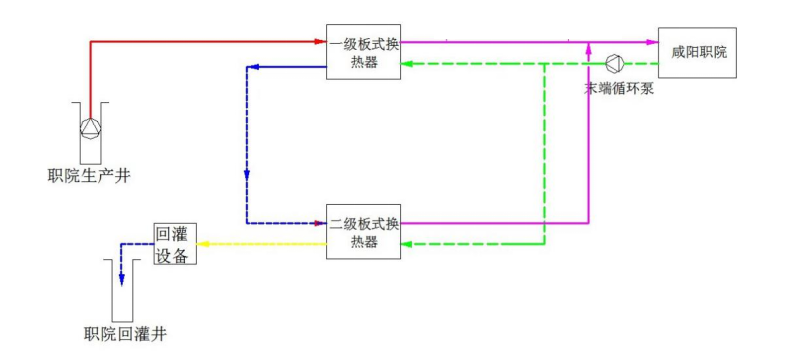 一级板式换
热器
咸阳职院
末端循环泵
职院生产井
二级板式换
热器
回灌
设备
职院回灌井